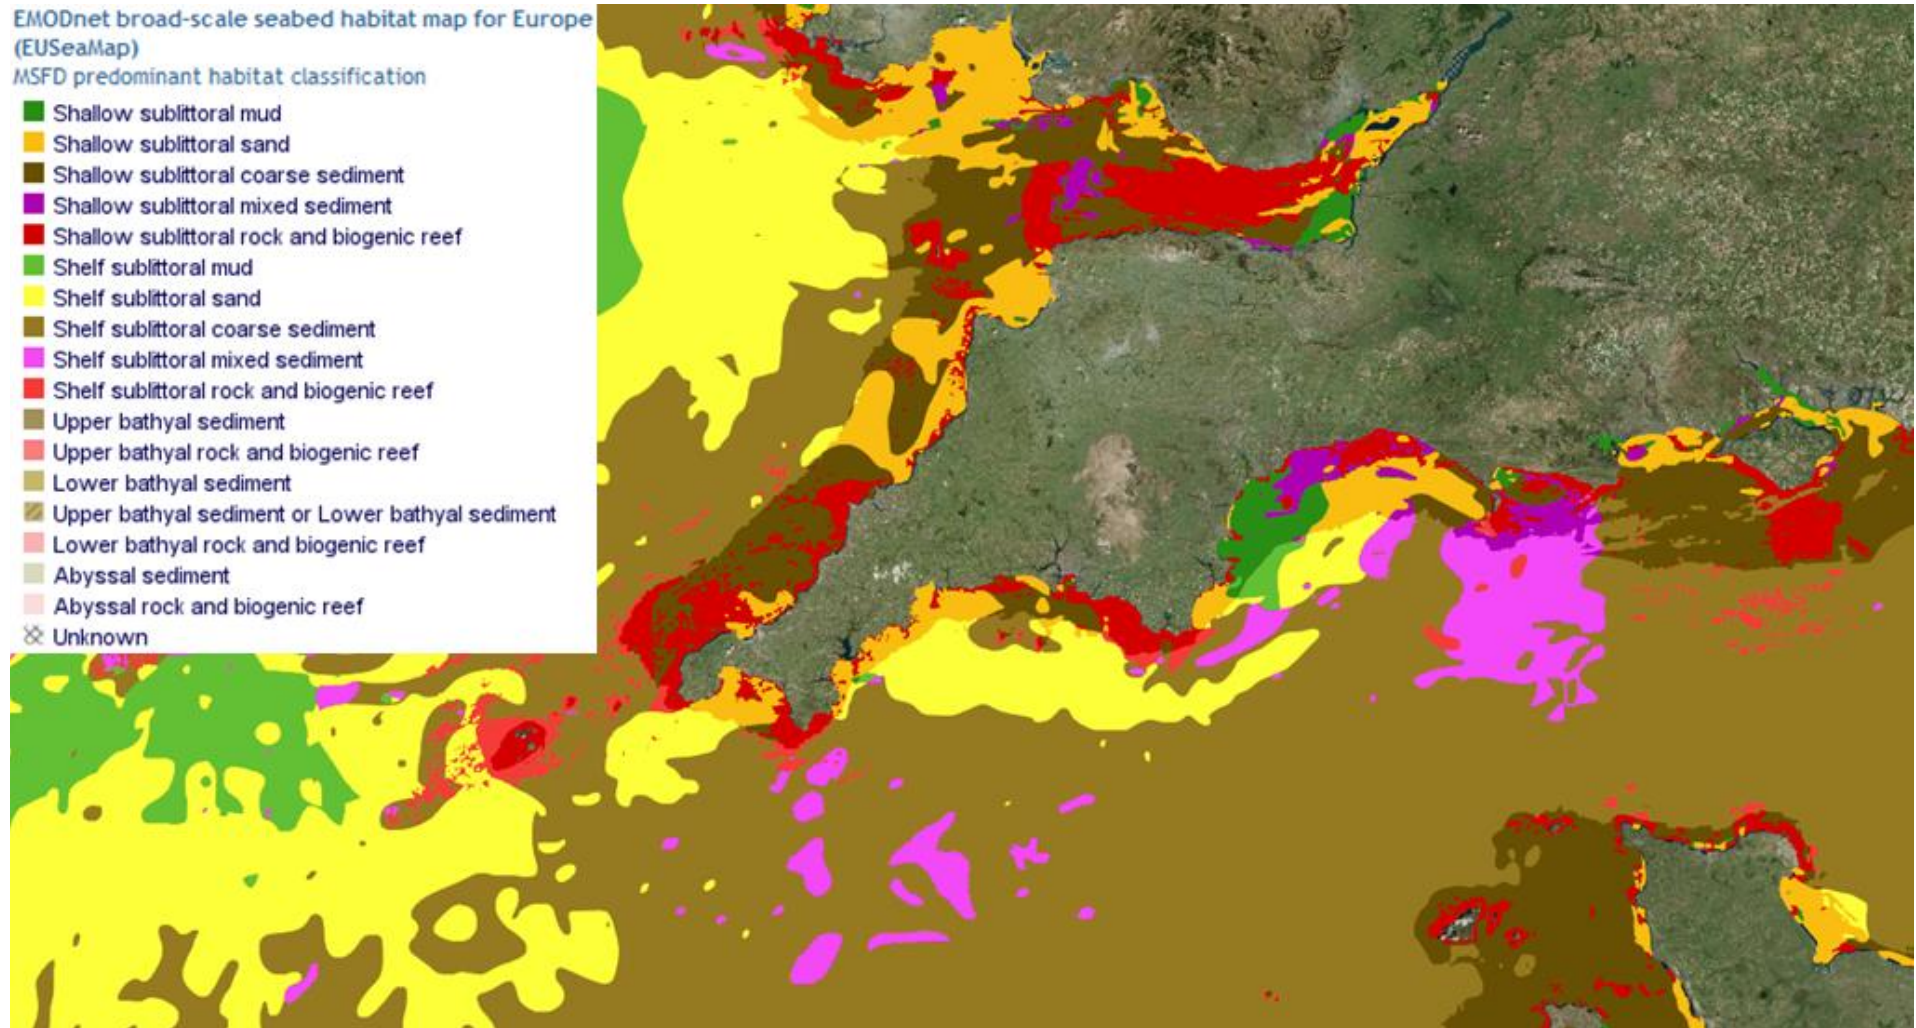 EMODnet broad-scale seabed habitat map for Europe
(EUSeaMap)
MSFD predominant habitat classification
Shallow sublittoral mud
Shallow sublittoral sand
Shallow sublittoral coarse sediment
Shallow sublittoral mixed sediment
Shallow sublittoral rock and biogenic reef
Shelf sublittoral mud
Shelf sublittoral sand
Shelf sublittoral coarse sediment
Shelf sublittoral mixed sediment
Shelf sublittoral rock and biogenic reef
Upper bathyal sediment
Upper bathyal rock and biogenic reef
Lower bathyal sediment
Upper bathyal sediment or Lower bathyal sediment
Lower bathyal rock and biogenic reef
Abyssal sediment
Abyssal rock and biogenic reef
Unknown